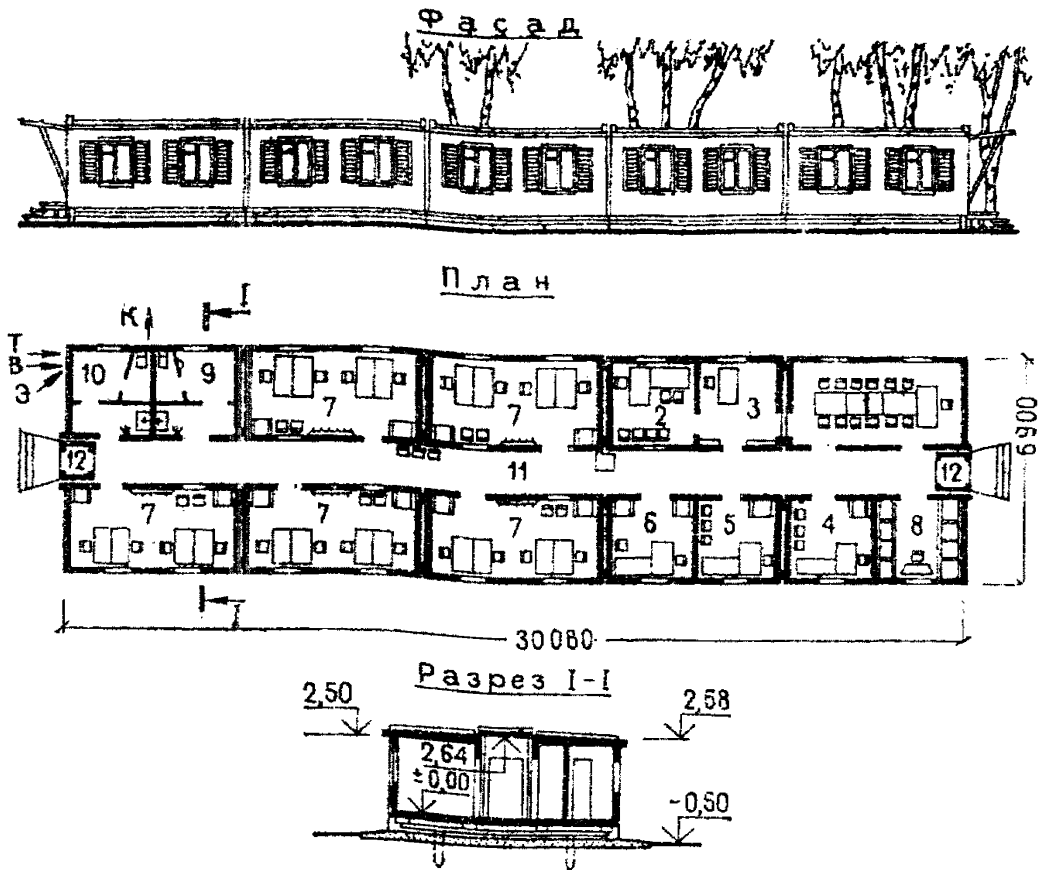 Фасад
План
К I
Т
В
Э
10 9 7 7 2 3
12 11 12
7 7 7 6 5 4 8
6900
I
30080
Разрез I-I
2,50 2,58
2,64
±0,00
-0,50